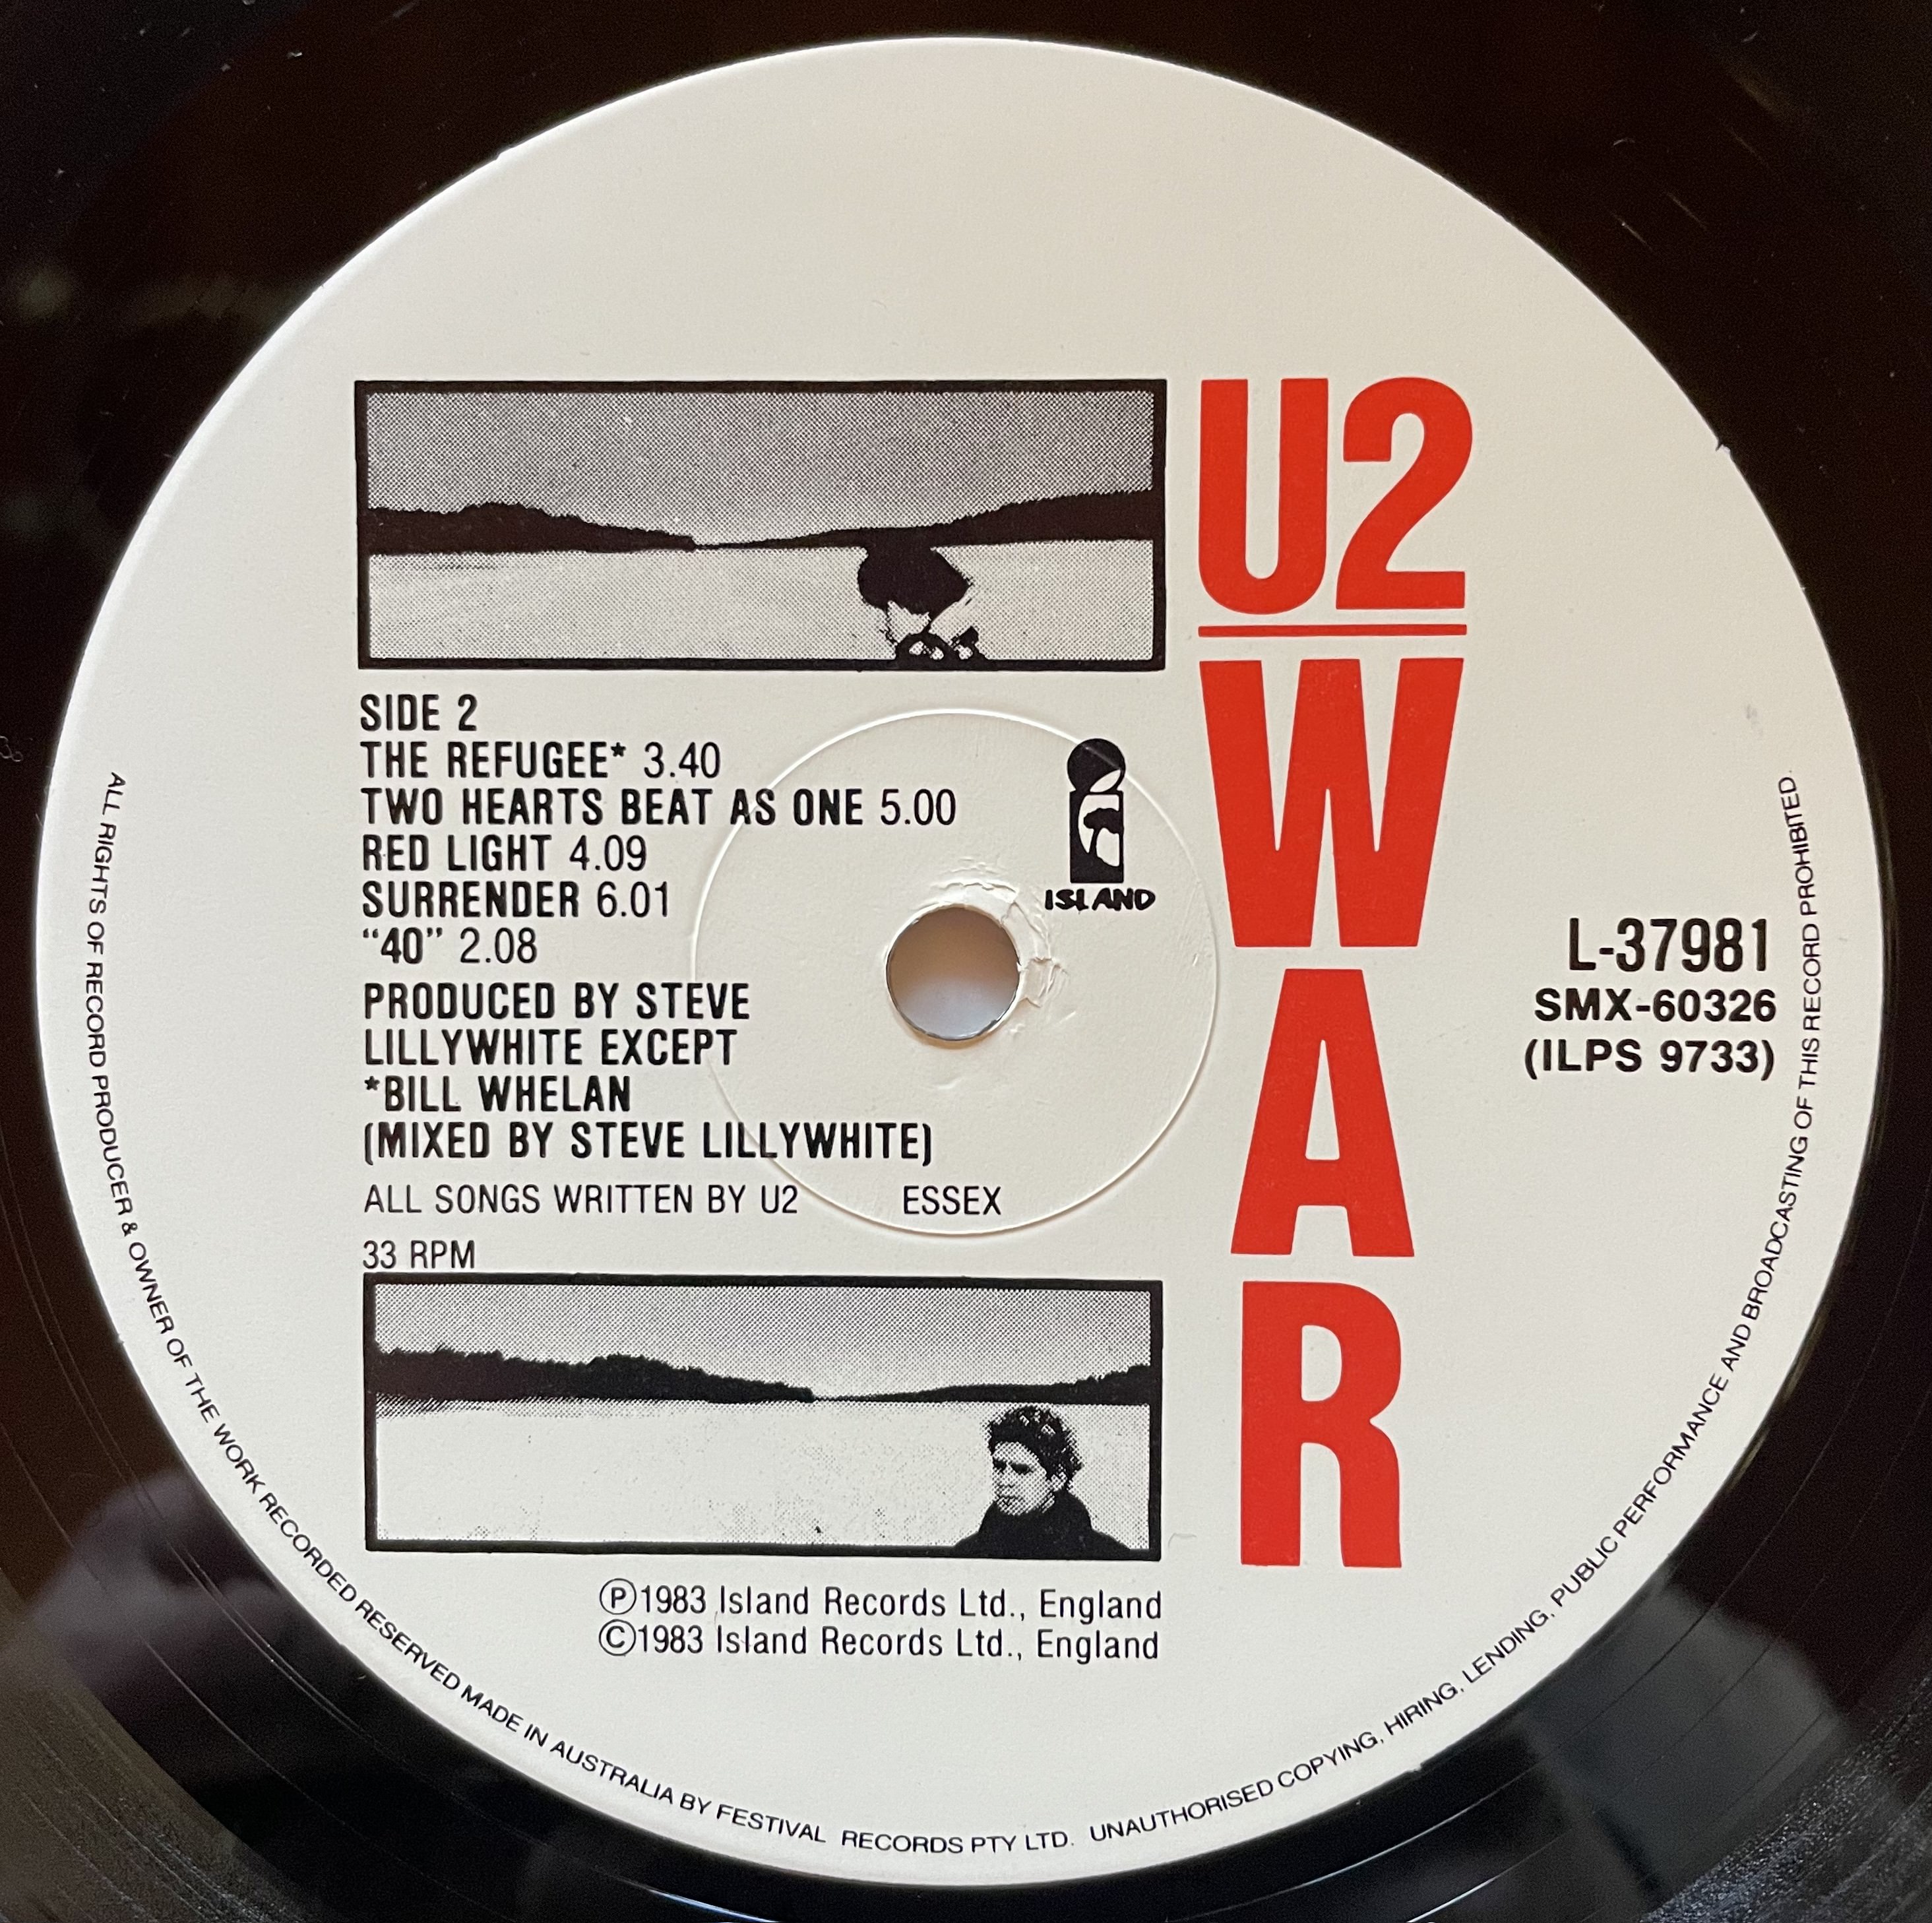 U2
WAR
SIDE 2
THE REFUGEE* 3.40
TWO HEARTS BEAT AS ONE 5.00
RED LIGHT 4.09
SURRENDER 6.01
“40” 2.08
PRODUCED BY STEVE
LILLYWHITE EXCEPT
*BILL WHELAN
(MIXED BY STEVE LILLYWHITE)
ALL SONGS WRITTEN BY U2 ESSEX
33 RPM
ISLAND
L-37981
SMX-60326
(ILPS 9733)
Ⓟ1983 Island Records Ltd., England
©1983 Island Records Ltd., England
ALL RIGHTS OF RECORD PRODUCER & OWNER OF THE WORK RECORDED RESERVED MADE IN AUSTRALIA BY FESTIVAL RECORDS PTY LTD. UNAUTHORISED COPYING, HIRING, LENDING, PUBLIC PERFORMANCE AND BROADCASTING OF THIS RECORD PROHIBITED.